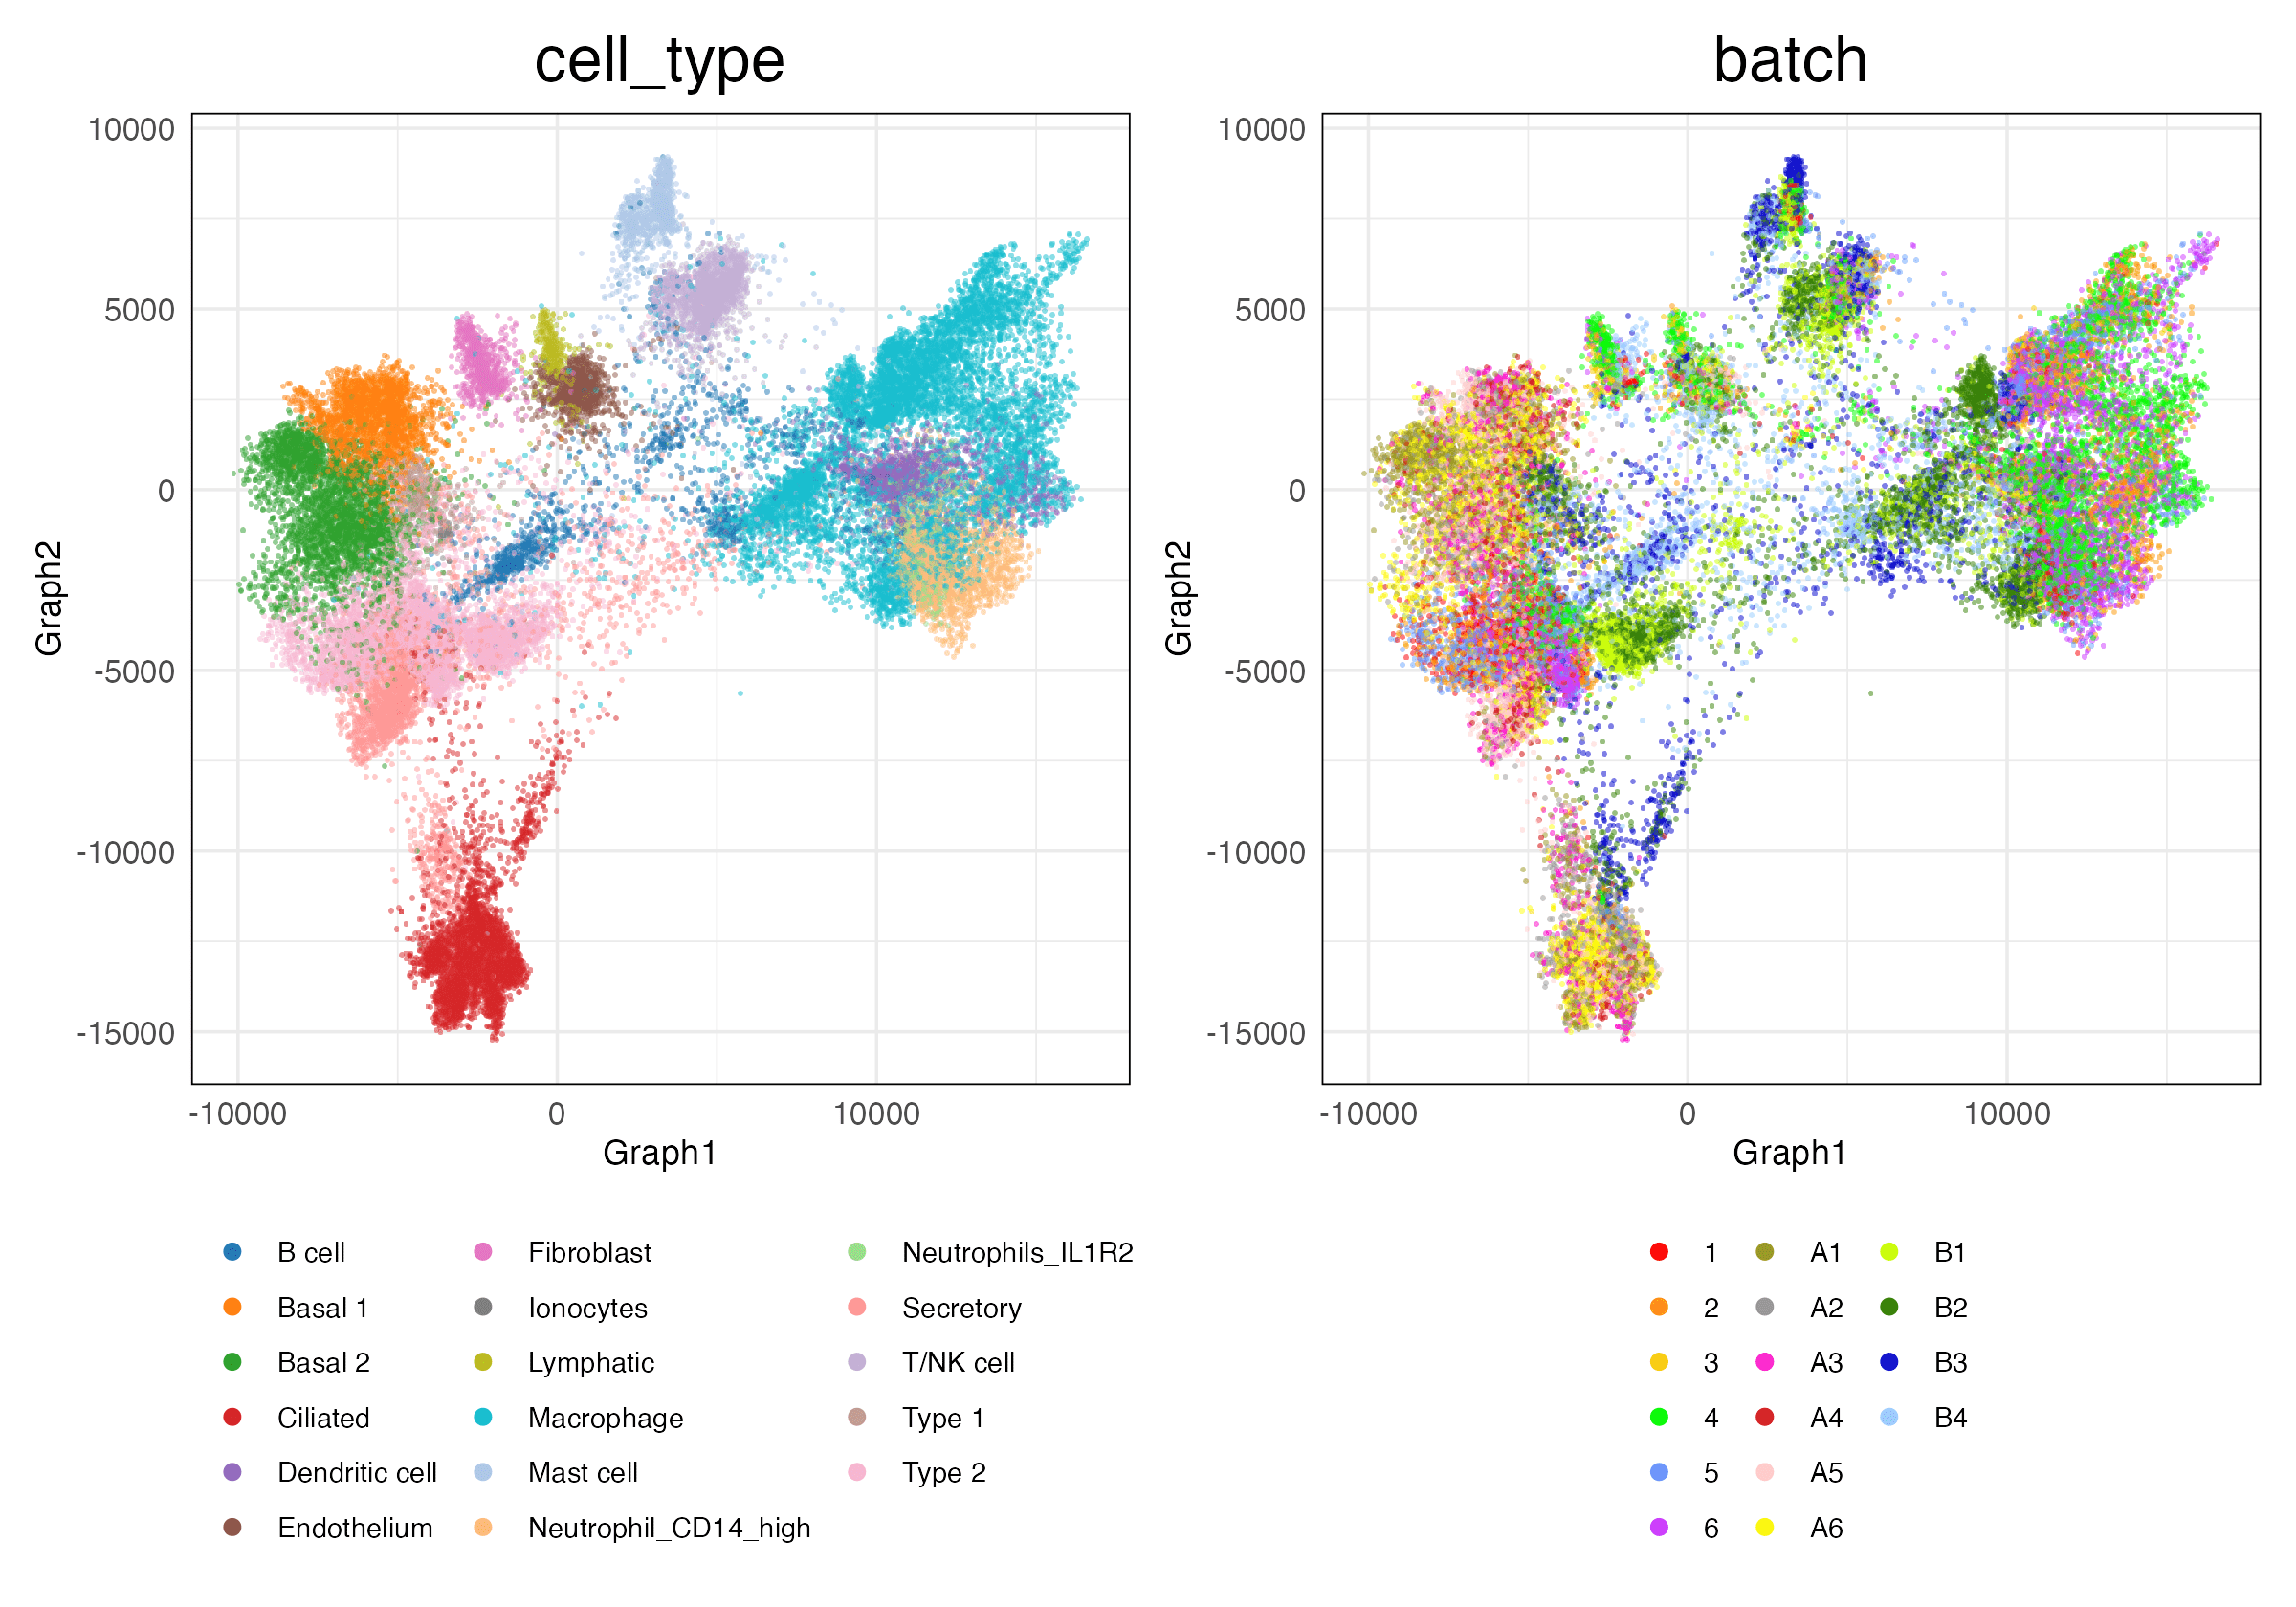 cell_type
10000
5000
0
-5000
-10000
-15000
Graph2
-10000 0 10000
Graph1
B cell Fibroblast Neutrophils_IL1R2
Basal 1 Ionocytes Secretory
Basal 2 Lymphatic T/NK cell
Ciliated Macrophage Type 1
Dendritic cell Mast cell Type 2
Endothelium Neutrophil_CD14_high
batch
10000
5000
0
-5000
-10000
-15000
Graph2
-10000 0 10000
Graph1
1 A1 B1
2 A2 B2
3 A3 B3
4 A4 B4
5 A5
6 A6